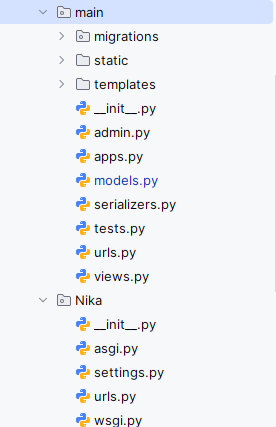 main
migrations
static
templates
__init__.py
admin.py
apps.py
models.py
serializers.py
tests.py
urls.py
views.py
Nika
__init__.py
asgi.py
settings.py
urls.py
wsgi.py